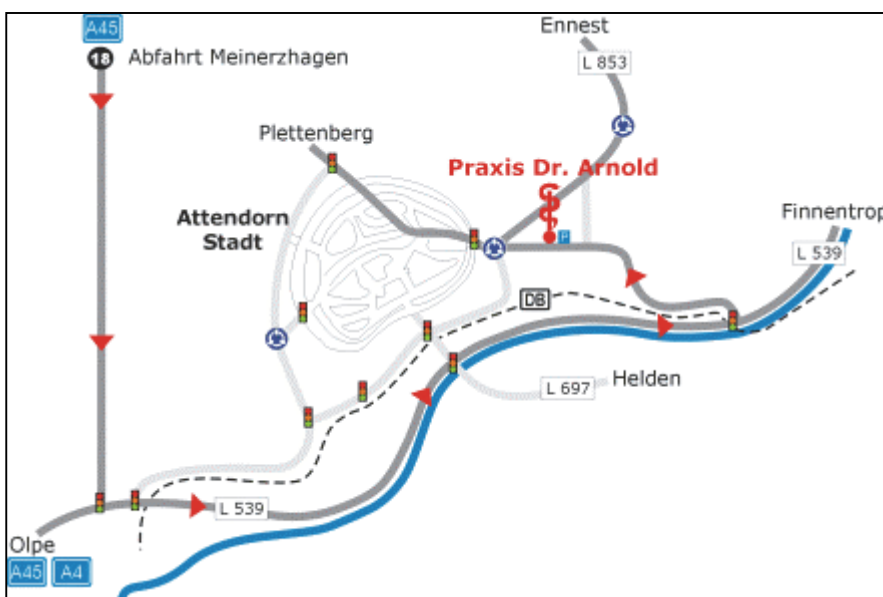 A45
18 Abfahrt Meinerzhagen
Ennest
L 853
Plettenberg
Praxis Dr. Arnold
Attendorn
Stadt
P
Finnentrop
L 539
DB
L 697
Helden
L 539
Olpe
A45 A4